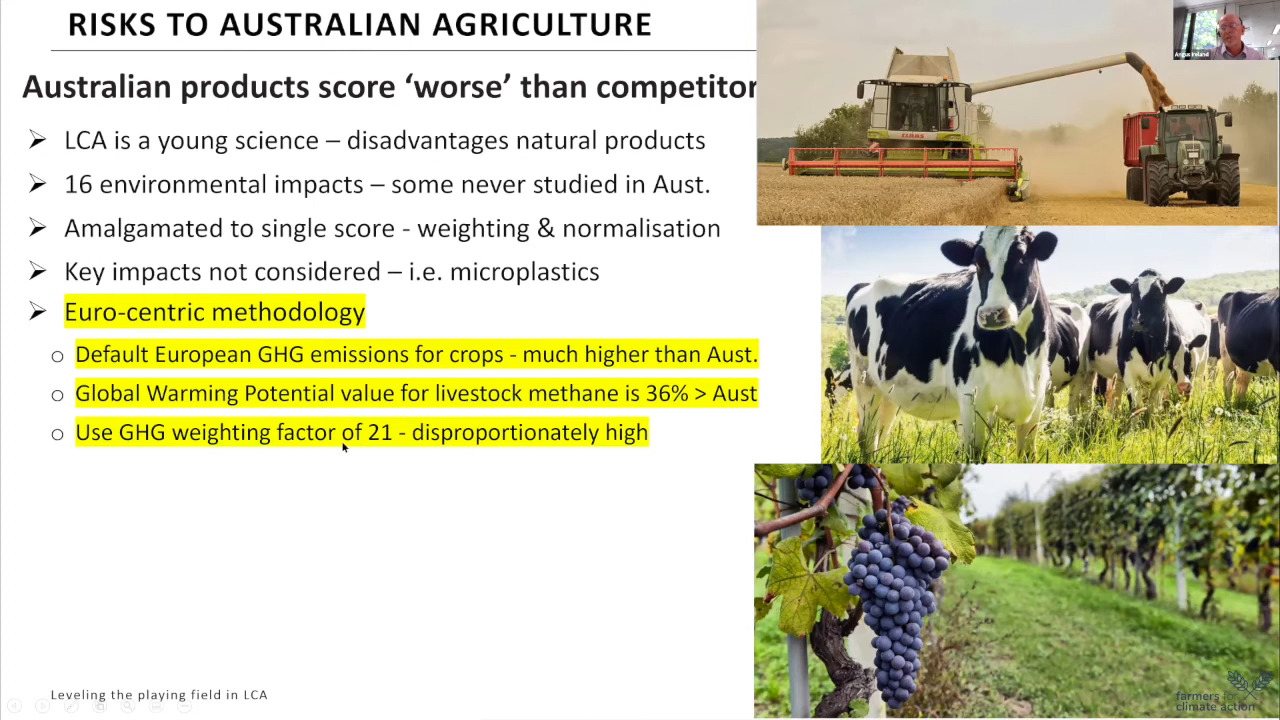 RISKS TO AUSTRALIAN AGRICULTURE
Australian products score ‘worse’ than competitor
LCA is a young science – disadvantages natural products
16 environmental impacts – some never studied in Aust.
Amalgamated to single score - weighting & normalisation
Key impacts not considered – i.e. microplastics
Euro-centric methodology
Default European GHG emissions for crops - much higher than Aust.
Global Warming Potential value for livestock methane is 36% > Aust
Use GHG weighting factor of 21 - disproportionately high
Leveling the playing field in LCA
Angus Ireland
CLAAS
farmers for
climate action